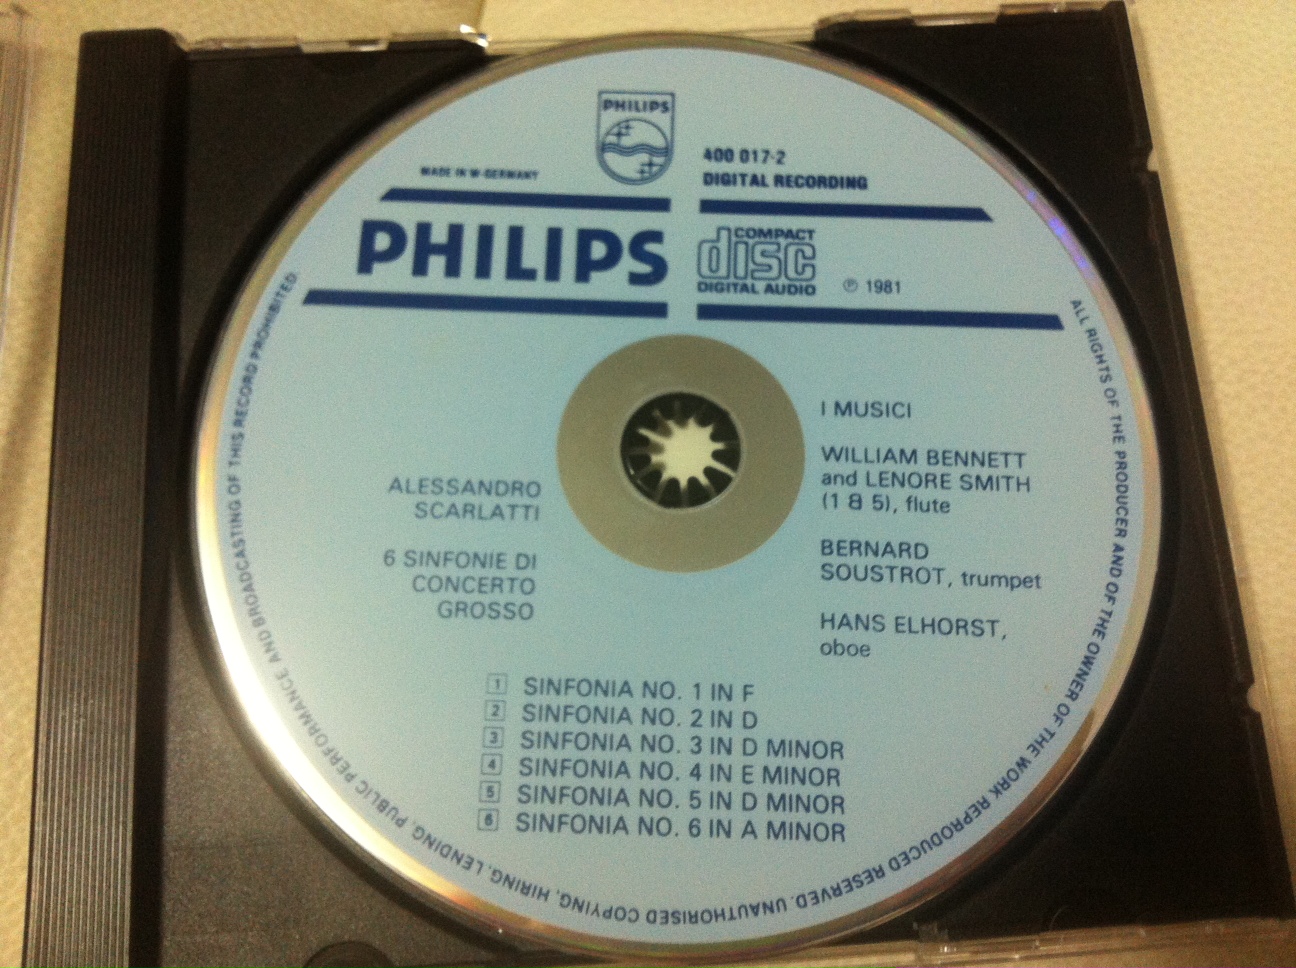 PHILIPS
400 017-2
MADE IN W-GERMANY
DIGITAL RECORDING
PHILIPS
COMPACT
disc
DIGITAL AUDIO
℗ 1981
I MUSICI
WILLIAM BENNETT
and LENORE SMITH
(1 & 5), flute
BERNARD
SOUSTROT, trumpet
HANS ELHORST,
oboe
ALESSANDRO
SCARLATTI
6 SINFONIE DI
CONCERTO
GROSSO
1 SINFONIA NO. 1 IN F
2 SINFONIA NO. 2 IN D
3 SINFONIA NO. 3 IN D MINOR
4 SINFONIA NO. 4 IN E MINOR
5 SINFONIA NO. 5 IN D MINOR
6 SINFONIA NO. 6 IN A MINOR
ALL RIGHTS OF THE PRODUCER AND OF THE OWNER OF THE WORK REPRODUCED RESERVED. UNAUTHORISED COPYING, HIRING, LENDING, PUBLIC PERFORMANCE AND BROADCASTING OF THIS RECORD PROHIBITED.